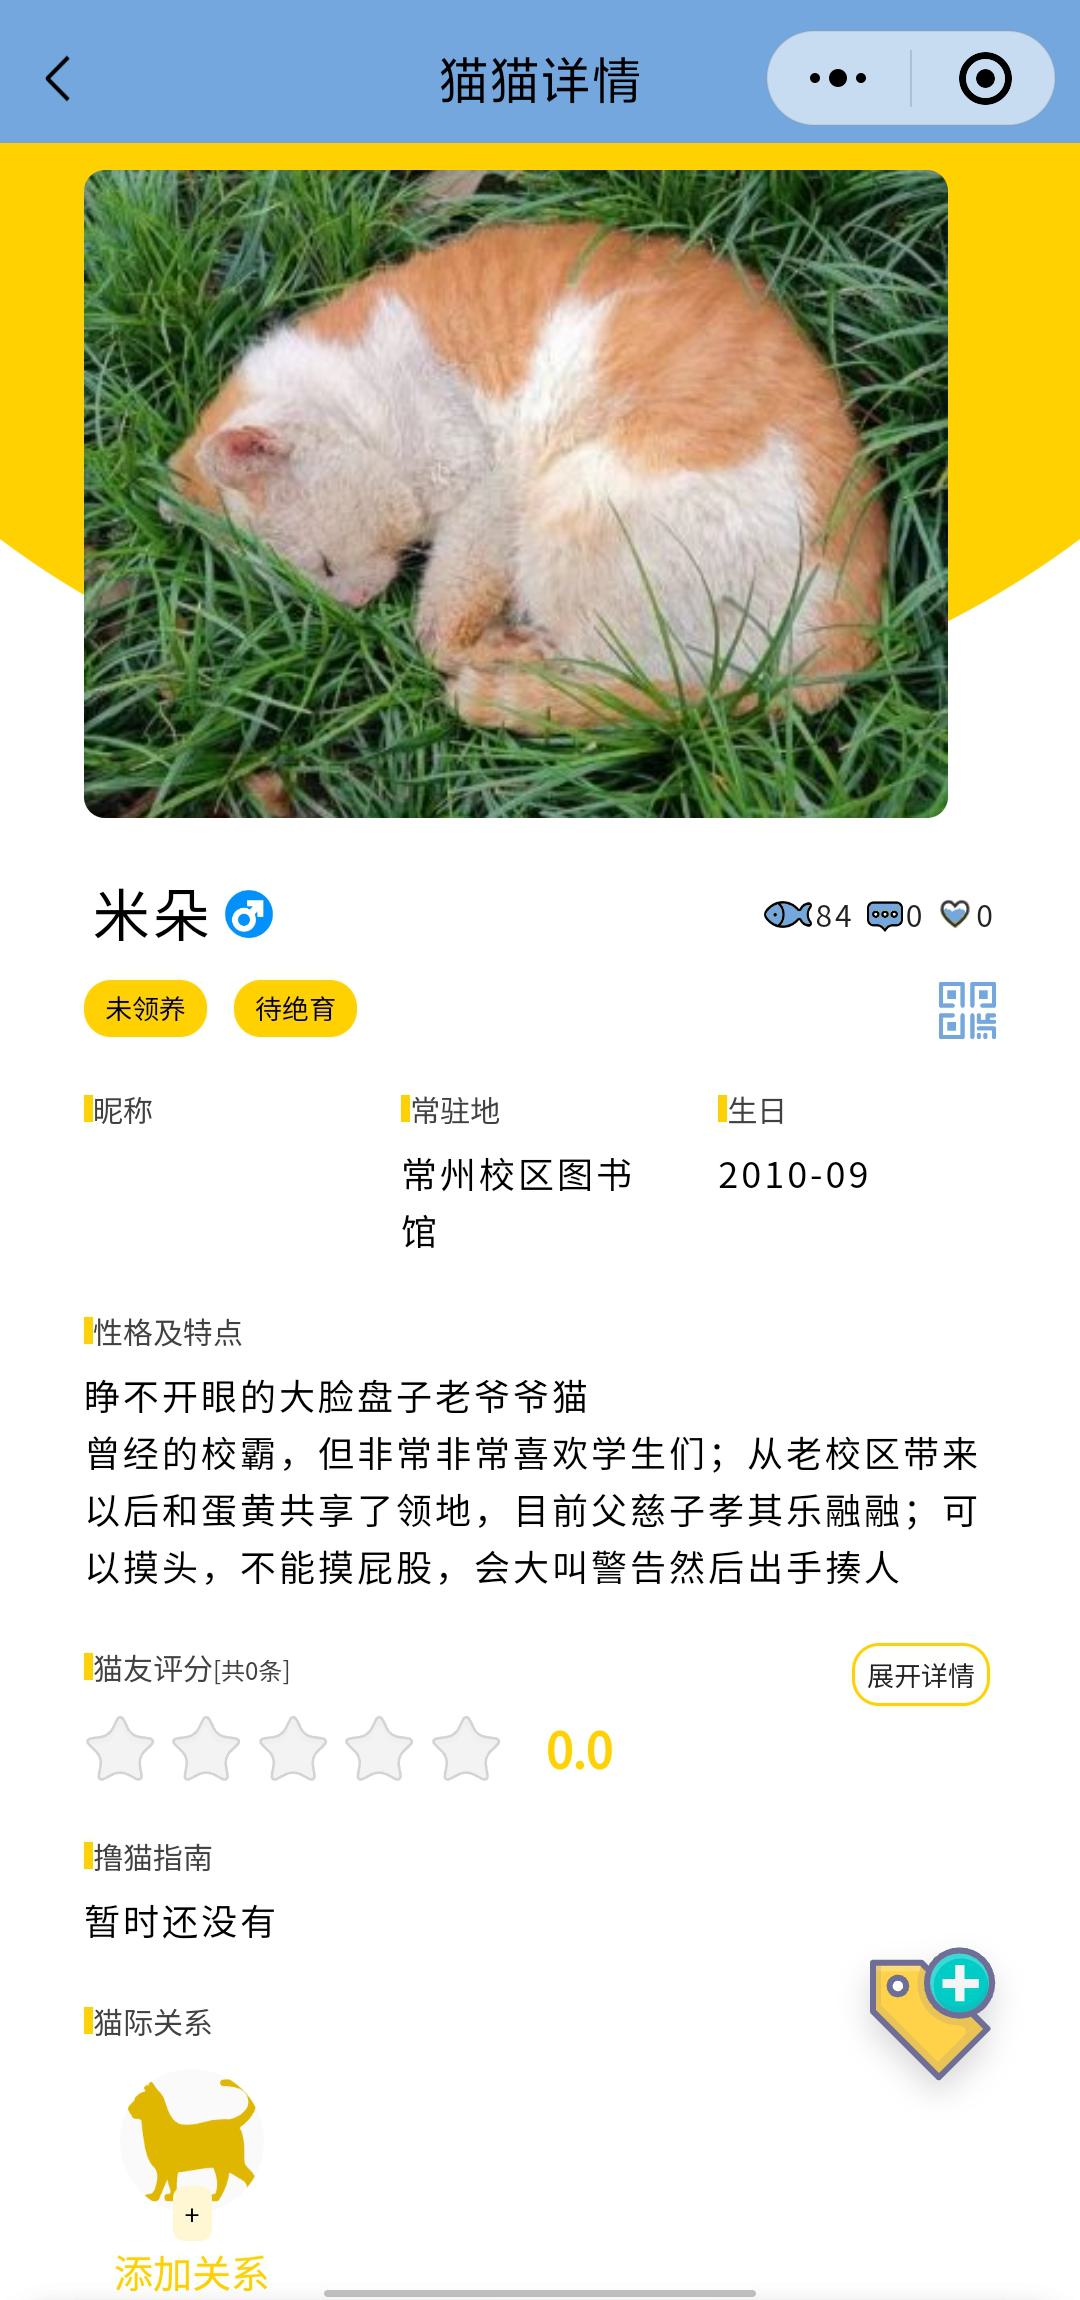 猫猫详情
米朵
84 0 0
未领养 待绝育
昵称 常驻地 生日
常州校区图书 2010-09
馆
性格及特点
睁不开眼的大脸盘子老爷爷猫
曾经的校霸，但非常非常喜欢学生们；从老校区带来
以后和蛋黄共享了领地，目前父慈子孝其乐融融；可
以摸头，不能摸屁股，会大叫警告然后出手揍人
猫友评分[共0条] 展开详情
0.0
撸猫指南
暂时还没有
猫际关系
+
添加关系